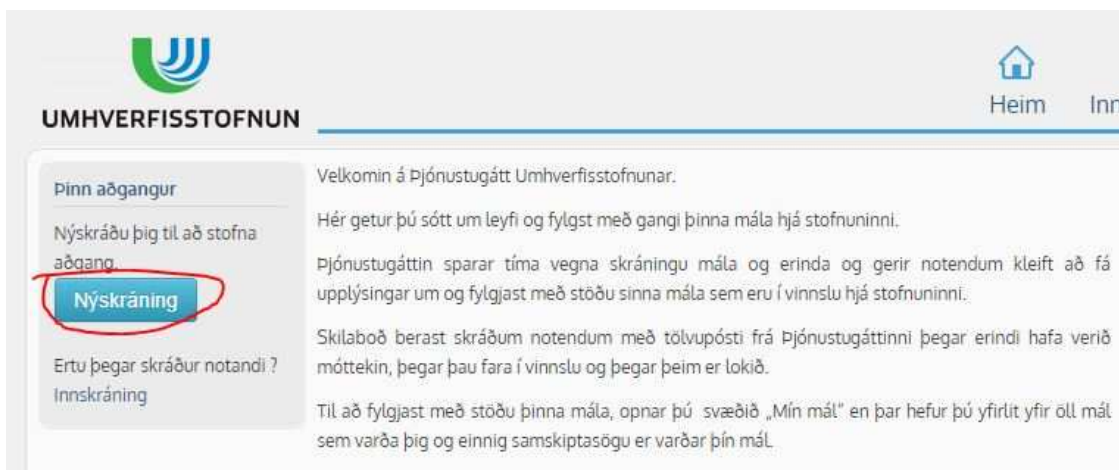 UMHVERFISSTOFNUN
Heim
Þinn aðgangur
Nýskráðu þig til að stofna
aðgang.
Nýskráning
Ertu þegar skráður notandi ?
Innskráning
Velkomin á Þjónustugátt Umhverfisstofnunar.
Hér getur þú sótt um leyfi og fylgst með gangi þinna mála hjá stofnuninni.
Þjónustugáttin sparar tíma vegna skráningu mála og erinda og gerir notendum kleift að fá
upplýsingar um og fylgjast með stöðu sinna mála sem eru í vinnslu hjá stofnuninni.
Skilaboð berast skráðum notendum með tölvupósti frá Þjónustugáttinni þegar erindi hafa verið
móttekin, þegar þau fara í vinnslu og þegar þeim er lokið.
Til að fylgjast með stöðu þinna mála, opnar þú svæðið „Mín mál“ en þar hefur þú yfirlit yfir öll mál
sem varða þig og einnig samskiptasögu er varðar þín mál.